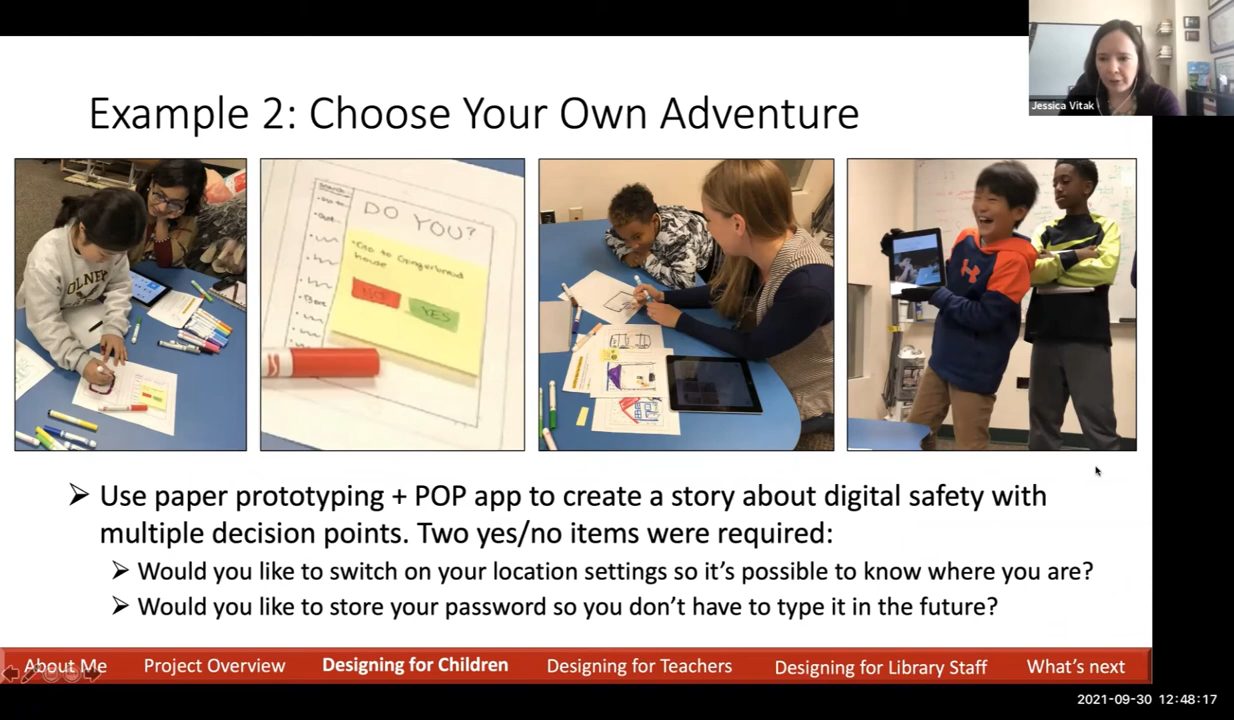 Jessica Vitak
Example 2: Choose Your Own Adventure
OLNEY
Search
DO YOU?
• Go to Gingerbread
house
NO
YES
➢ Use paper prototyping + POP app to create a story about digital safety with
multiple decision points. Two yes/no items were required:
➢ Would you like to switch on your location settings so it’s possible to know where you are?
➢ Would you like to store your password so you don’t have to type it in the future?
About Me
Project Overview
Designing for Children
Designing for Teachers
Designing for Library Staff
What’s next
2021-09-30 12:48:17